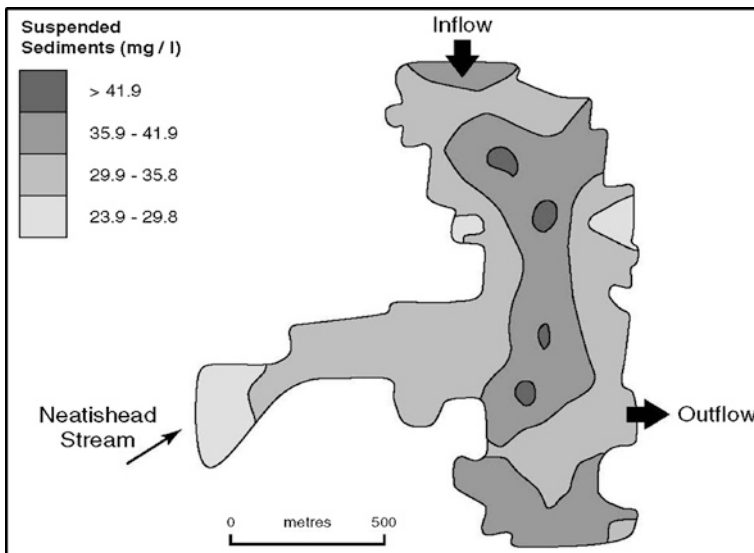 Suspended
Sediments (mg / l)
> 41.9
35.9 - 41.9
29.9 - 35.8
23.9 - 29.8
Inflow
Outflow
Neatishead
Stream
0 metres 500